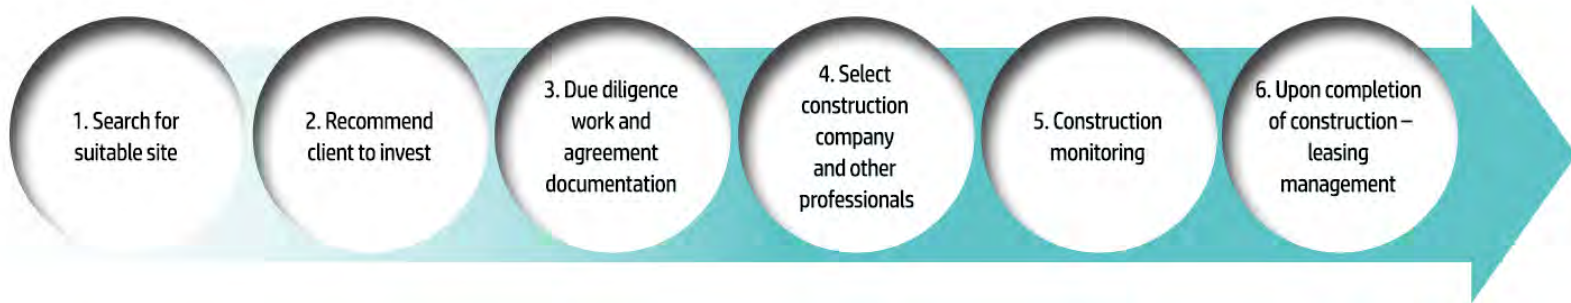 1. Search for
suitable site
2. Recommend
client to invest
3. Due diligence
work and
agreement
documentation
4. Select
construction
company
and other
professionals
5. Construction
monitoring
6. Upon completion
of construction –
leasing
management